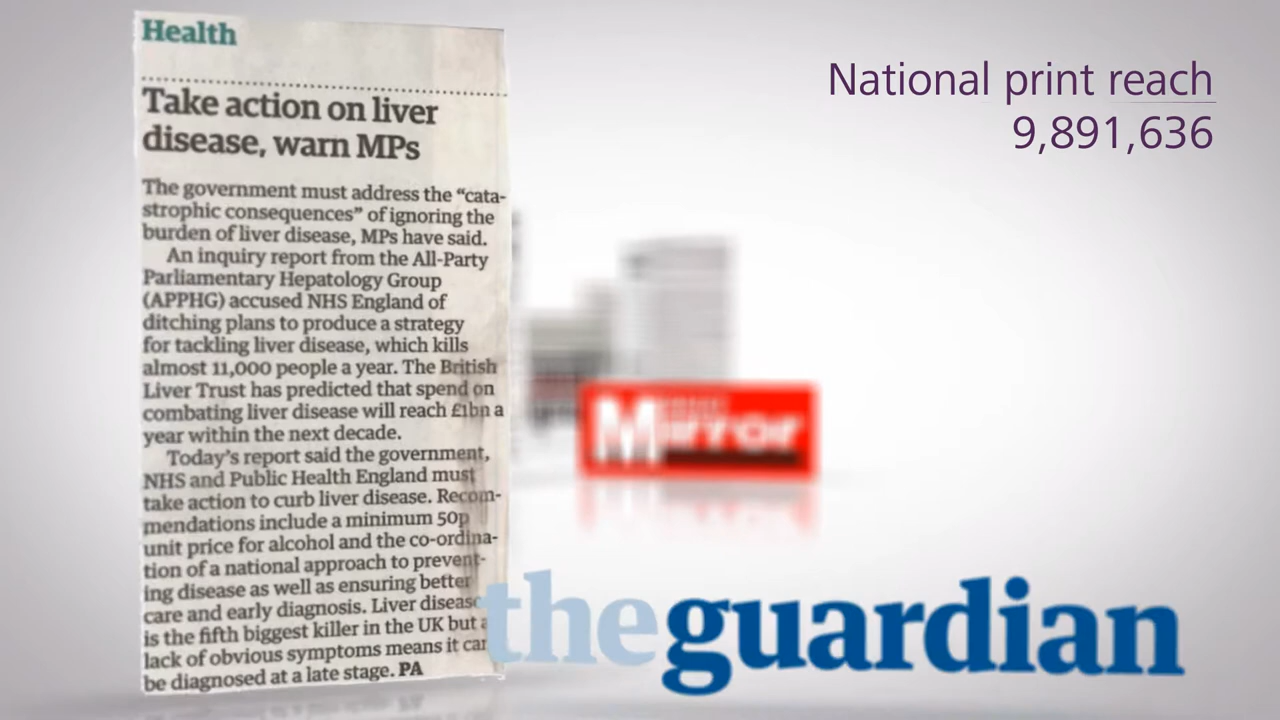 Health
Take action on liver
disease, warn MPs
The government must address the “cata-
strophic consequences” of ignoring the
burden of liver disease, MPs have said.
An inquiry report from the All-Party
Parliamentary Hepatology Group
(APPHG) accused NHS England of
ditching plans to produce a strategy
for tackling liver disease, which kills
almost 11,000 people a year. The British
Liver Trust has predicted that spend on
combating liver disease will reach £1bn a
year within the next decade.
Today’s report said the government,
NHS and Public Health England must
take action to curb liver disease. Recom-
mendations include a minimum 50p
unit price for alcohol and the co-ordina-
tion of a national approach to prevent-
ing disease as well as ensuring better
care and early diagnosis. Liver disease
is the fifth biggest killer in the UK but a
lack of obvious symptoms means it can
be diagnosed at a late stage. PA
National print reach
9,891,636
Mirror
theguardian